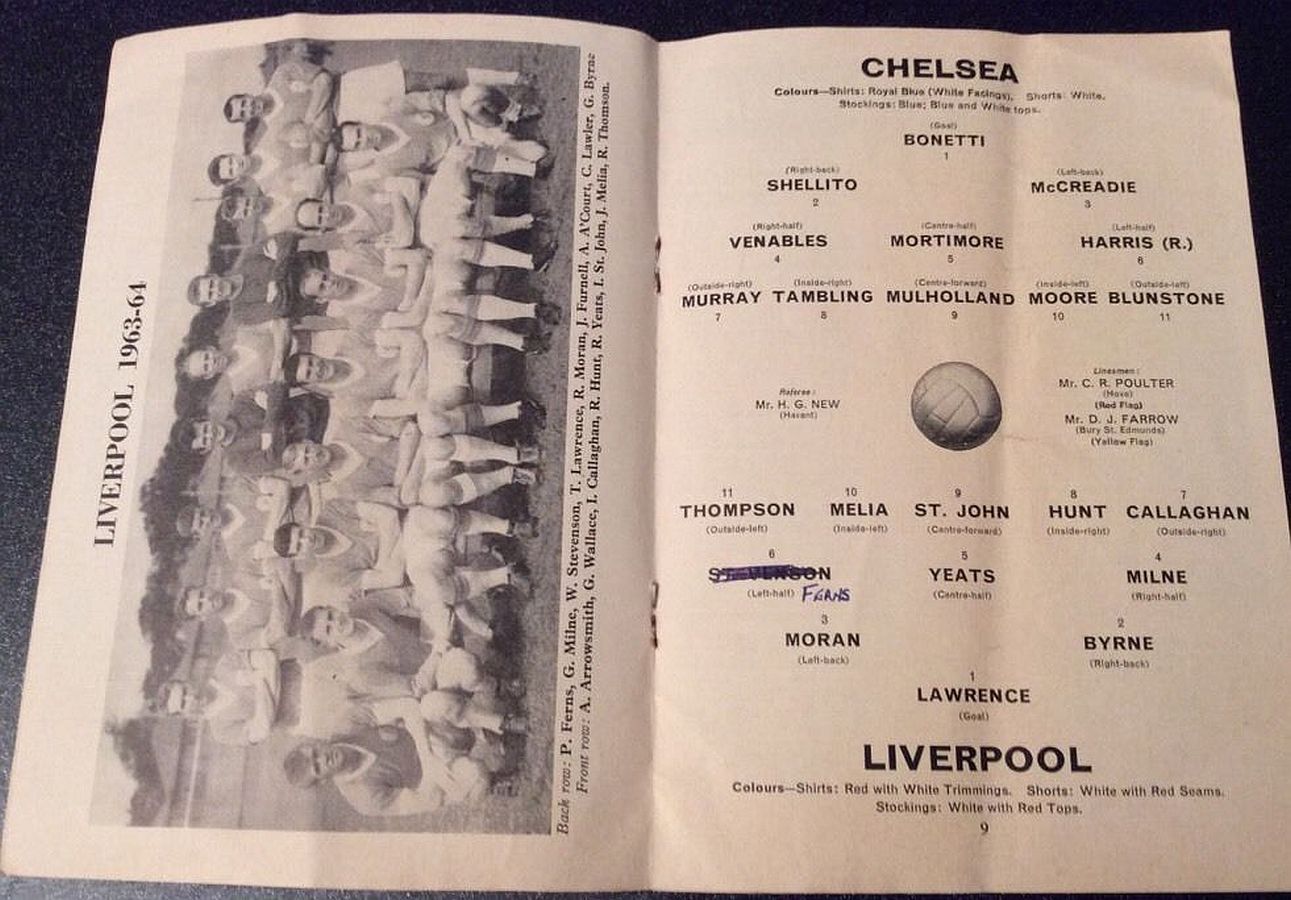 LIVERPOOL 1963-64
Back row: P. Ferns, G. Milne, W. Stevenson, T. Lawrence, R. Moran, J. Furnell, A. A'Court, C. Lawler, G. Byrne
Front row: A. Arrowsmith, G. Wallace, I. Callaghan, R. Hunt, R. Yeats, I. St. John, J. Melia, R. Thomson.
CHELSEA
Colours—Shirts: Royal Blue (White Facings), Shorts: White.
Stockings: Blue; Blue and White tops.
(Goal)
BONETTI
1
(Right-back) (Left-back)
SHELLITO McCREADIE
2 3
(Right-half) (Centre-half) (Left-half)
VENABLES MORTIMORE HARRIS (R.)
4 5 6
(Outside-right) (Inside-right) (Centre-forward) (Inside-left) (Outside-left)
MURRAY TAMBLING MULHOLLAND MOORE BLUNSTONE
7 8 9 10 11
Referee:
Mr. H. G. NEW
(Havant)
Linesmen:
Mr. C. R. POULTER
(Hove)
(Red Flag)
Mr. D. J. FARROW
(Bury St. Edmunds)
(Yellow Flag)
11 10 9 8 7
THOMPSON MELIA ST. JOHN HUNT CALLAGHAN
(Outside-left) (Inside-left) (Centre-forward) (Inside-right) (Outside-right)
6 5 4
YEATS MILNE
(Left-half) FERNS (Centre-half) (Right-half)
3 2
MORAN BYRNE
(Left-back) (Right-back)
1
LAWRENCE
(Goal)
LIVERPOOL
Colours—Shirts: Red with White Trimmings. Shorts: White with Red Seams.
Stockings: White with Red Tops.
9